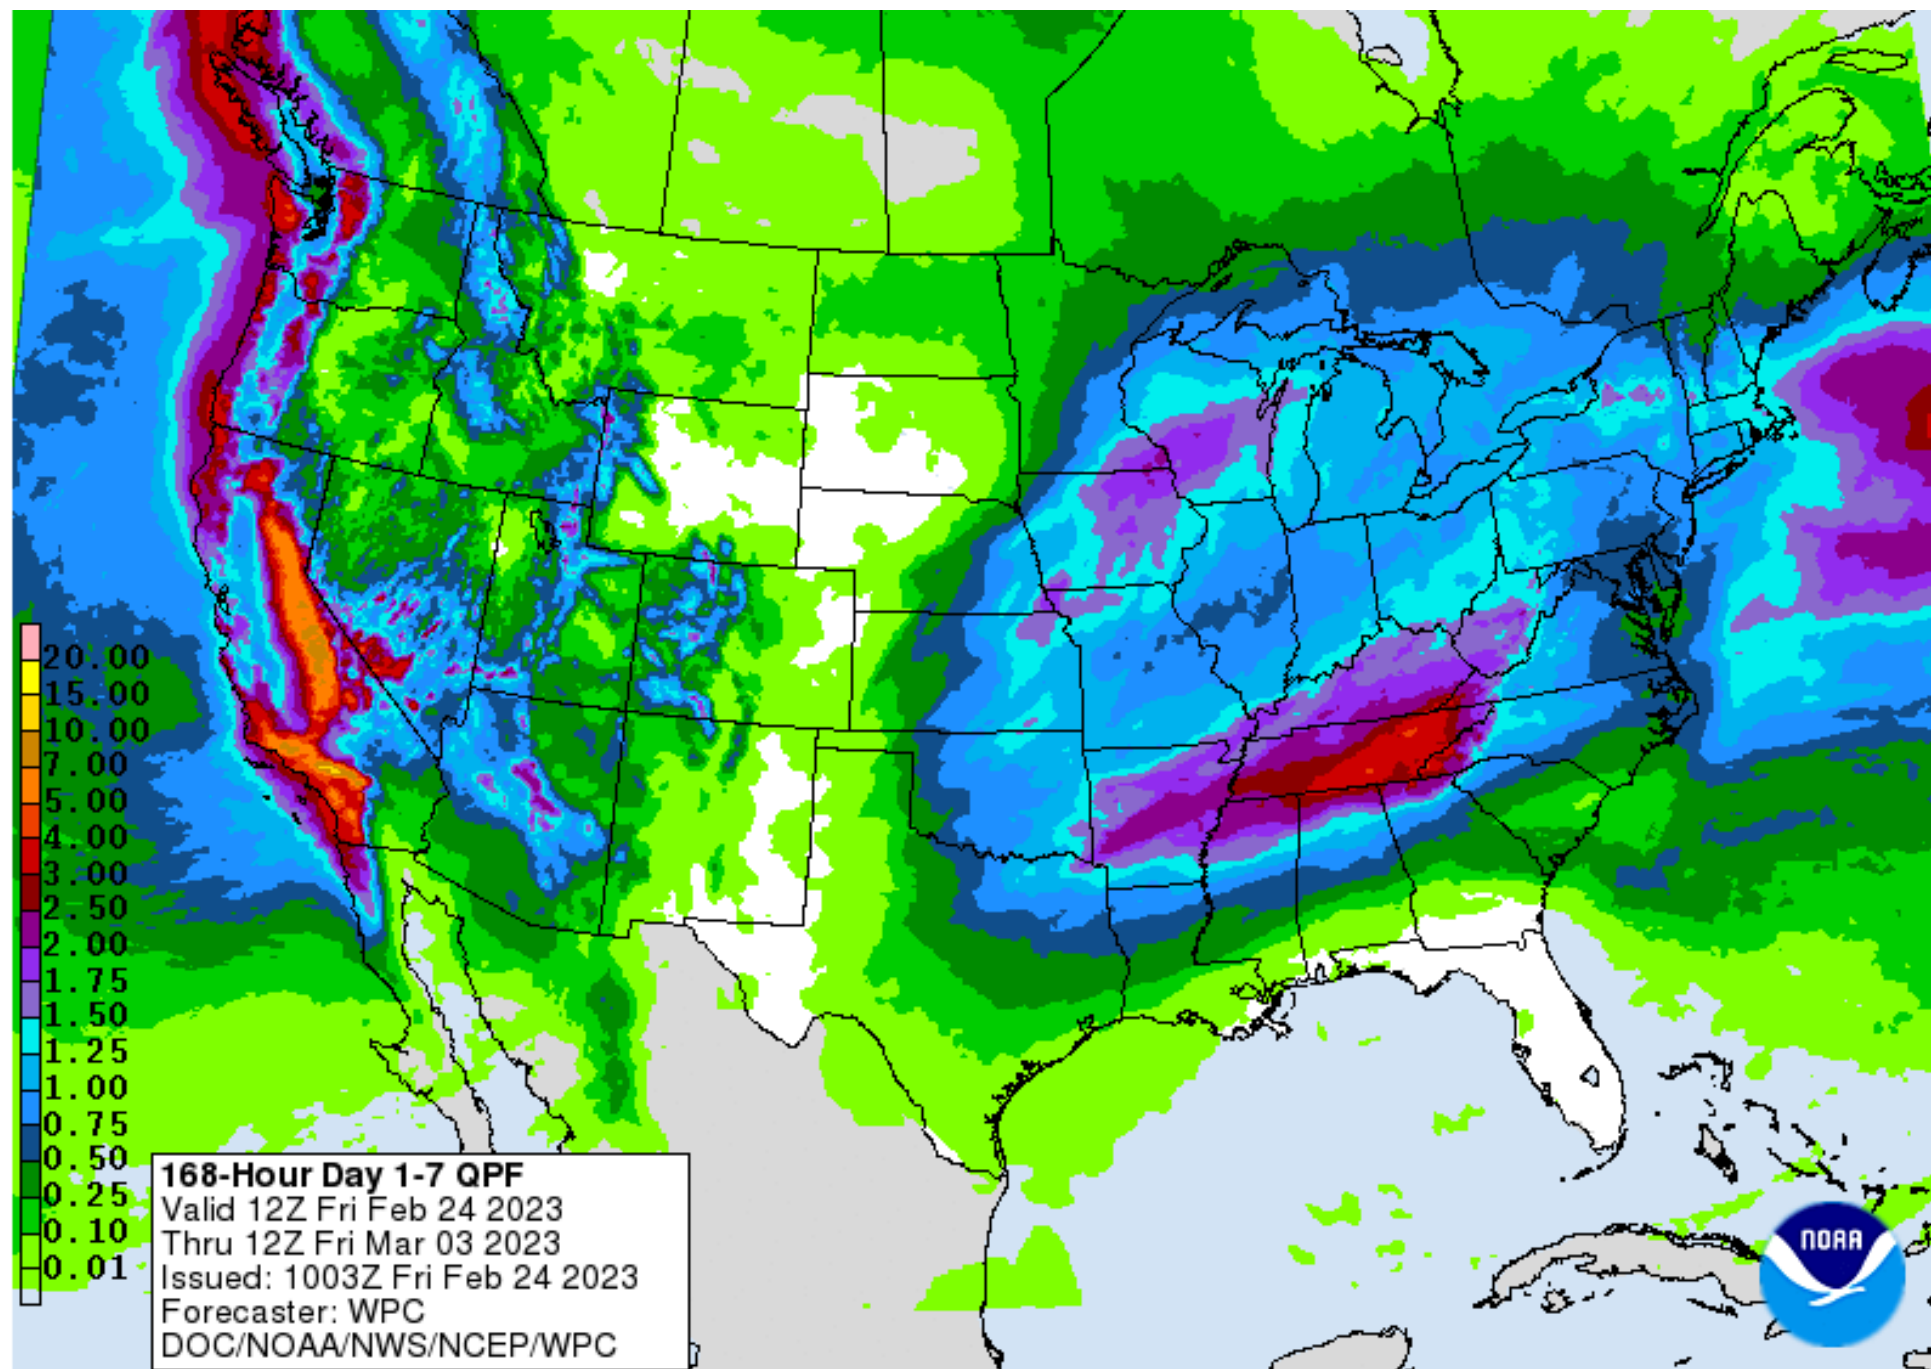 20.00
15.00
10.00
7.00
5.00
4.00
3.00
2.50
2.00
1.75
1.50
1.25
1.00
0.75
0.50
0.25
0.10
0.01
168-Hour Day 1-7 QPF
Valid 12Z Fri Feb 24 2023
Thru 12Z Fri Mar 03 2023
Issued: 1003Z Fri Feb 24 2023
Forecaster: WPC
DOC/NOAA/NWS/NCEP/WPC
NOAA